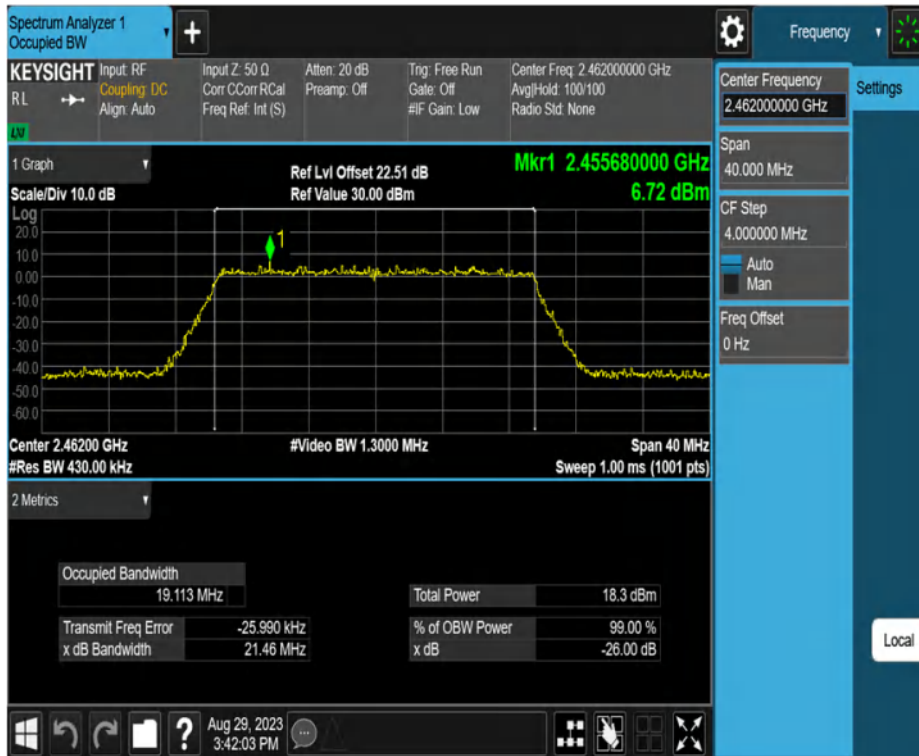 Spectrum Analyzer 1
Occupied BW
+
Frequency
KEYSIGHT
RL
LXI
Input: RF
Coupling: DC
Align: Auto
Input Z: 50 Ω
Corr CCorr RCal
Freq Ref: Int (S)
Atten: 20 dB
Preamp: Off
Trig: Free Run
Gate: Off
#IF Gain: Low
Center Freq: 2.462000000 GHz
Avg|Hold: 100/100
Radio Std: None
Center Frequency
2.462000000 GHz
Settings
Span
40.000 MHz
CF Step
4.000000 MHz
Auto
Man
Freq Offset
0 Hz
Local
1 Graph
Scale/Div 10.0 dB
Ref Lvl Offset 22.51 dB
Ref Value 30.00 dBm
Mkr1 2.455680000 GHz
6.72 dBm
Log
20.0
10.0
0.00
-10.0
-20.0
-30.0
-40.0
-50.0
-60.0
1
Center 2.46200 GHz
#Res BW 430.00 kHz
#Video BW 1.3000 MHz
Span 40 MHz
Sweep 1.00 ms (1001 pts)
2 Metrics
Occupied Bandwidth
19.113 MHz
Transmit Freq Error -25.990 kHz
x dB Bandwidth 21.46 MHz
Total Power 18.3 dBm
% of OBW Power 99.00 %
x dB -26.00 dB
?
Aug 29, 2023
3:42:03 PM